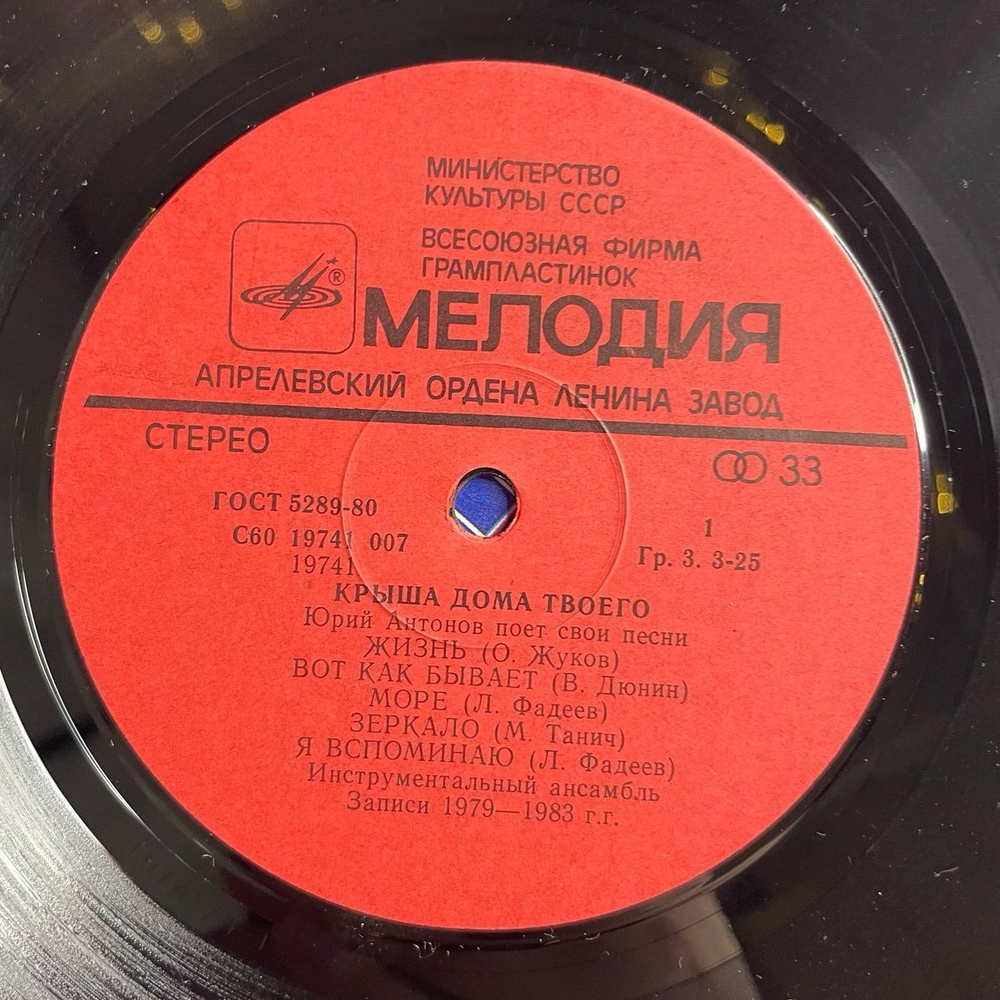 МИНИСТЕРСТВО
КУЛЬТУРЫ СССР
ВСЕСОЮЗНАЯ ФИРМА
ГРАМПЛАСТИНОК
®
МЕЛОДИЯ
АПРЕЛЕВСКИЙ ОРДЕНА ЛЕНИНА ЗАВОД
СТЕРЕО
33
ГОСТ 5289-80
С60 19741 007
19741
1
Гр. 3. 3-25
КРЫША ДОМА ТВОЕГО
Юрий Антонов поет свои песни
ЖИЗНЬ (О. Жуков)
ВОТ КАК БЫВАЕТ (В. Дюнин)
МОРЕ (Л. Фадеев)
ЗЕРКАЛО (М. Танич)
Я ВСПОМИНАЮ (Л. Фадеев)
Инструментальный ансамбль
Записи 1979—1983 г.г.